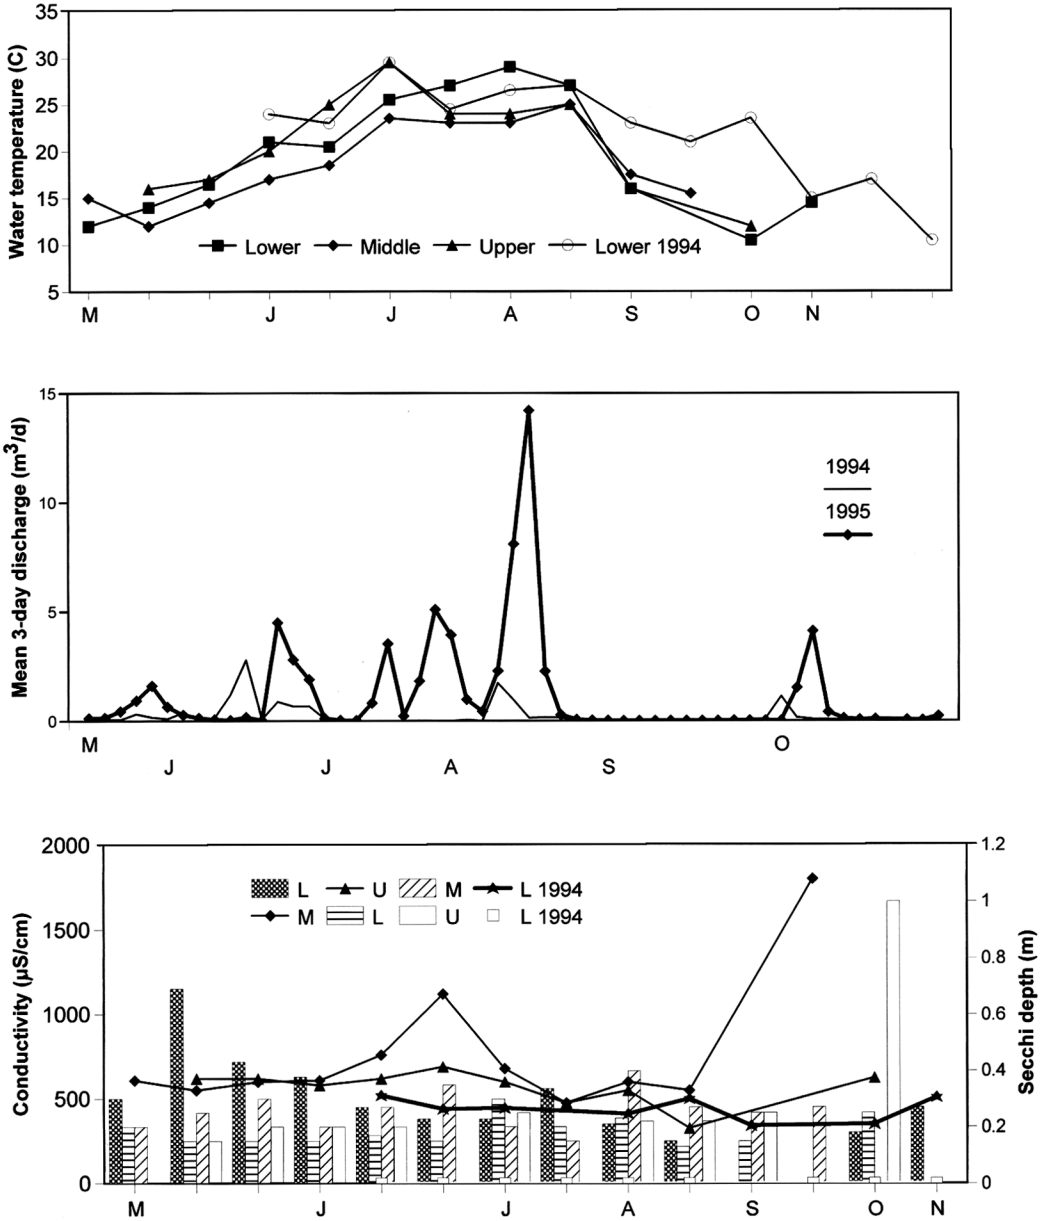 Water temperature (C)
35
30
25
20
15
10
5
Lower Middle Upper Lower 1994
M J J A S O N
Mean 3-day discharge (m³/d)
15
10
5
0
1994
1995
M O
J J A S
Conductivity (µS/cm)
2000
1500
1000
500
0
L U M L 1994
M L U L 1994
1.2
1
0.8
0.6
0.4
0.2
0
Secchi depth (m)
M J J A S O N